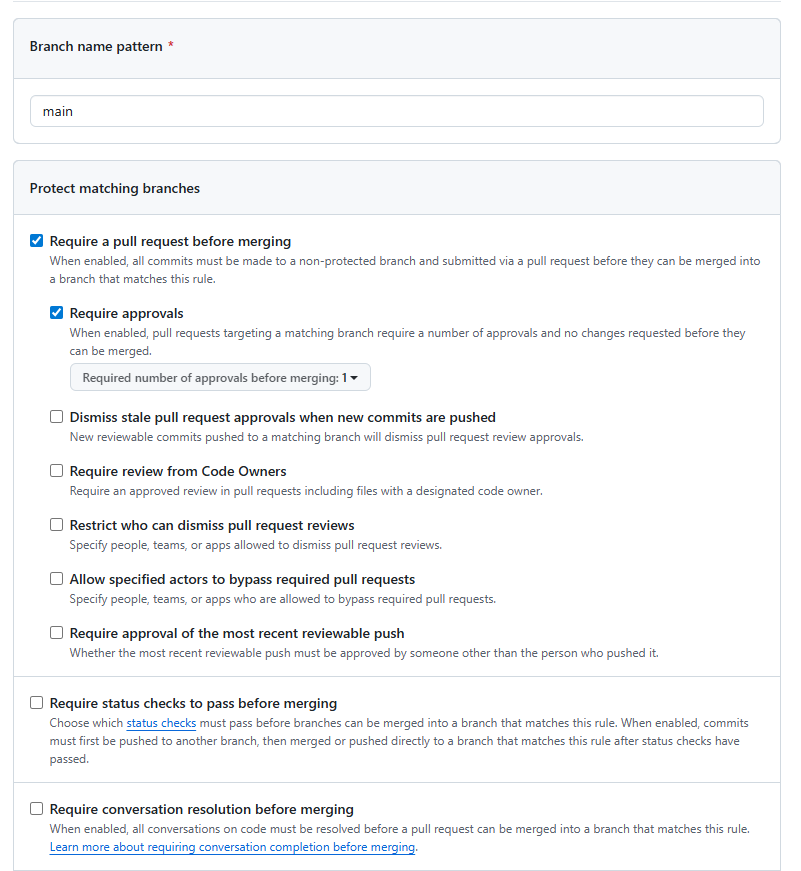 Branch name pattern *
main
Protect matching branches
Require a pull request before merging
When enabled, all commits must be made to a non-protected branch and submitted via a pull request before they can be merged into
a branch that matches this rule.
Require approvals
When enabled, pull requests targeting a matching branch require a number of approvals and no changes requested before they
can be merged.
Required number of approvals before merging: 1
Dismiss stale pull request approvals when new commits are pushed
New reviewable commits pushed to a matching branch will dismiss pull request review approvals.
Require review from Code Owners
Require an approved review in pull requests including files with a designated code owner.
Restrict who can dismiss pull request reviews
Specify people, teams, or apps allowed to dismiss pull request reviews.
Allow specified actors to bypass required pull requests
Specify people, teams, or apps who are allowed to bypass required pull requests.
Require approval of the most recent reviewable push
Whether the most recent reviewable push must be approved by someone other than the person who pushed it.
Require status checks to pass before merging
Choose which status checks must pass before branches can be merged into a branch that matches this rule. When enabled, commits
must first be pushed to another branch, then merged or pushed directly to a branch that matches this rule after status checks have
passed.
Require conversation resolution before merging
When enabled, all conversations on code must be resolved before a pull request can be merged into a branch that matches this rule.
Learn more about requiring conversation completion before merging.